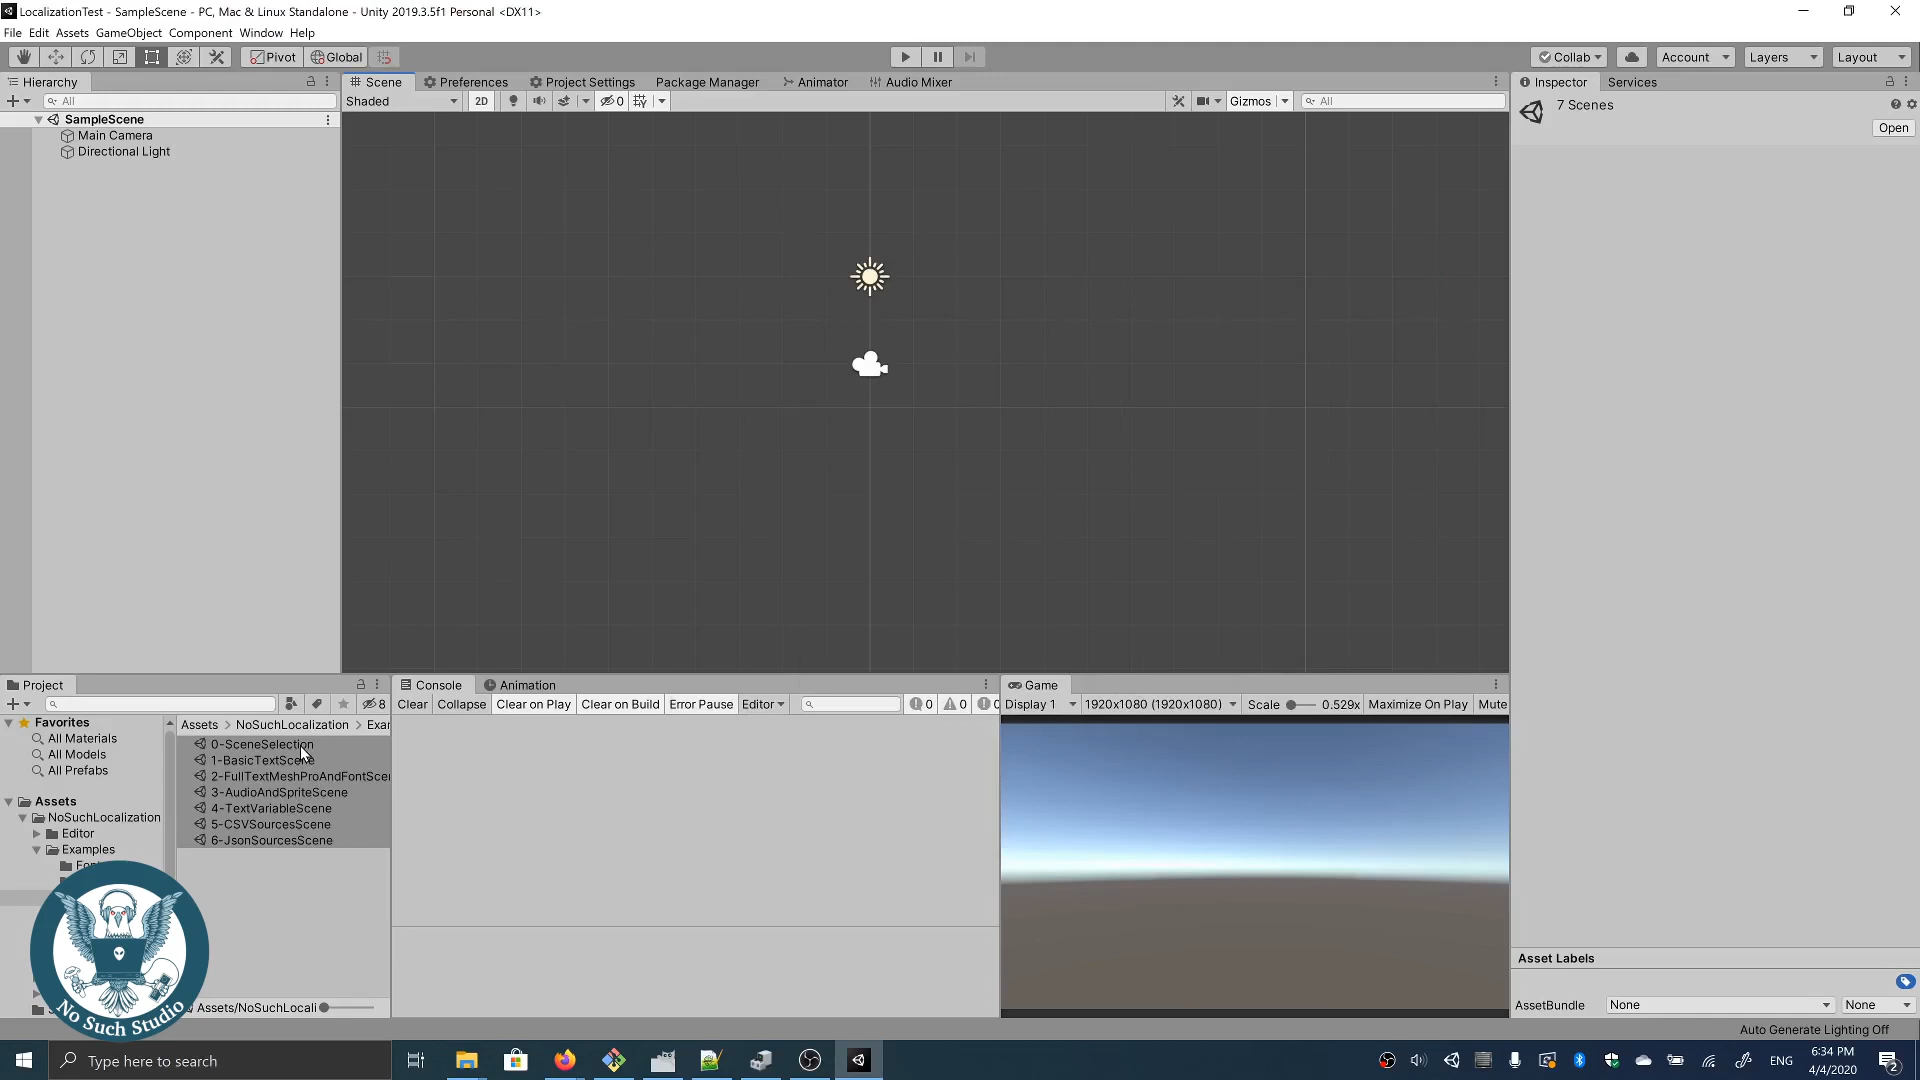 LocalizationTest - SampleScene - PC, Mac & Linux Standalone - Unity 2019.3.5f1 Personal <DX11>
File Edit Assets GameObject Component Window Help
Pivot Global Collab Account Layers Layout
Hierarchy Scene Preferences Project Settings Package Manager Animator Audio Mixer Inspector Services
All Shaded 2D 0 Gizmos All
7 Scenes
Open
SampleScene
Main Camera
Directional Light
Project Console Animation Game
8 Clear Collapse Clear on Play Clear on Build Error Pause Editor 0 0 0 Display 1 1920x1080 (1920x1080) Scale 0.529x Maximize On Play Mute
Favorites
All Materials
All Models
All Prefabs
Assets
NoSuchLocalization
Editor
Examples
Assets > NoSuchLocalization > Exar
0-SceneSelection
1-BasicTextScene
2-FullTextMeshProAndFontScer
3-AudioAndSpriteScene
4-TextVariableScene
5-CSVSourcesScene
6-JsonSourcesScene
No Such Studio
Assets/NoSuchLocali
Asset Labels
AssetBundle None None
Auto Generate Lighting Off
Type here to search
ENG
6:34 PM
4/4/2020
2